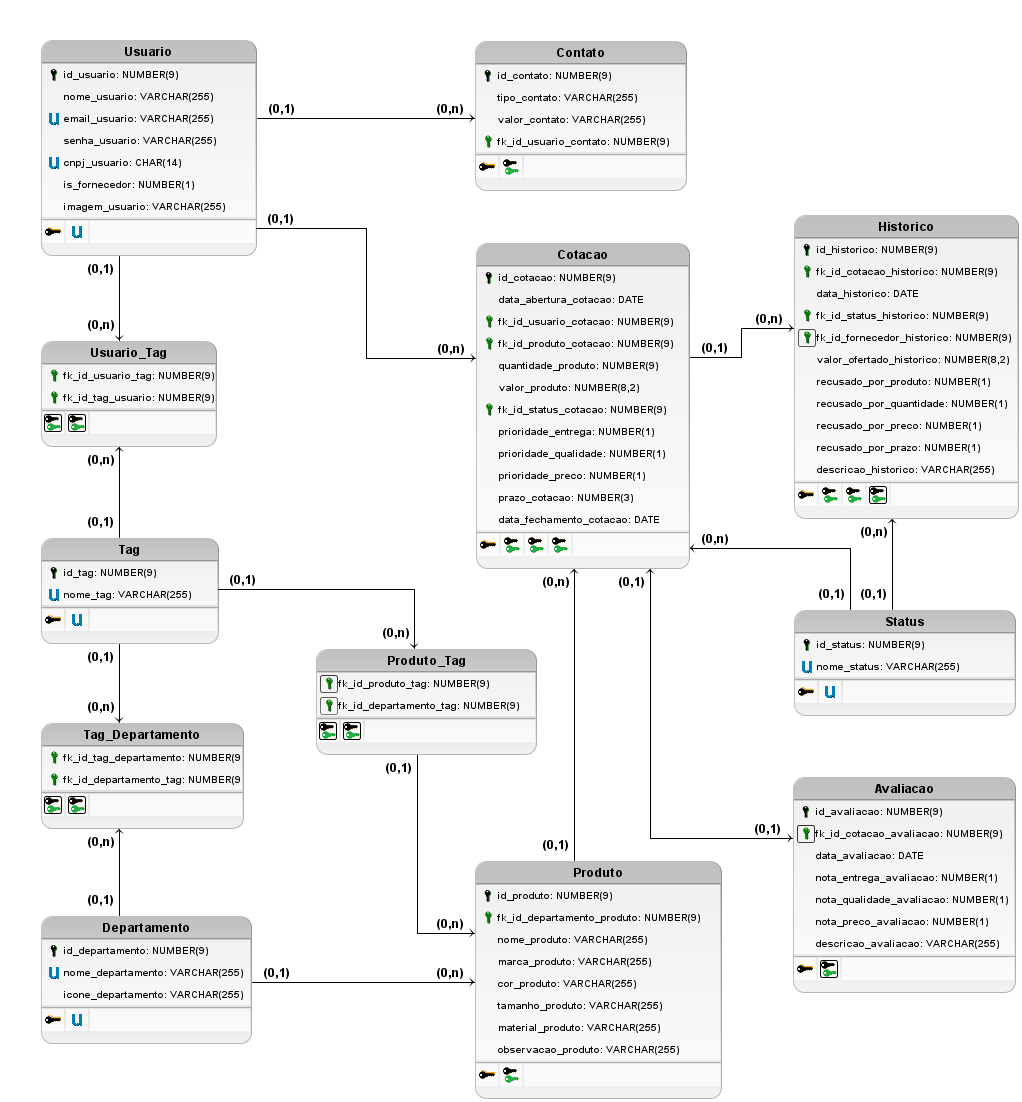 Usuario
id_usuario: NUMBER(9)
nome_usuario: VARCHAR(255)
U email_usuario: VARCHAR(255)
senha_usuario: VARCHAR(255)
U cnpj_usuario: CHAR(14)
is_fornecedor: NUMBER(1)
imagem_usuario: VARCHAR(255)
U
(0,1)
(0,n)
Contato
id_contato: NUMBER(9)
tipo_contato: VARCHAR(255)
valor_contato: VARCHAR(255)
fk_id_usuario_contato: NUMBER(9)
(0,1)
(0,n)
(0,1)
(0,n)
Usuario_Tag
fk_id_usuario_tag: NUMBER(9)
fk_id_tag_usuario: NUMBER(9)
(0,n)
(0,1)
Cotacao
id_cotacao: NUMBER(9)
data_abertura_cotacao: DATE
fk_id_usuario_cotacao: NUMBER(9)
fk_id_produto_cotacao: NUMBER(9)
quantidade_produto: NUMBER(9)
valor_produto: NUMBER(8,2)
fk_id_status_cotacao: NUMBER(9)
prioridade_entrega: NUMBER(1)
prioridade_qualidade: NUMBER(1)
prioridade_preco: NUMBER(1)
prazo_cotacao: NUMBER(3)
data_fechamento_cotacao: DATE
(0,1)
(0,n)
Historico
id_historico: NUMBER(9)
fk_id_cotacao_historico: NUMBER(9)
data_historico: DATE
fk_id_status_historico: NUMBER(9)
fk_id_fornecedor_historico: NUMBER(9)
valor_ofertado_historico: NUMBER(8,2)
recusado_por_produto: NUMBER(1)
recusado_por_quantidade: NUMBER(1)
recusado_por_preco: NUMBER(1)
recusado_por_prazo: NUMBER(1)
descricao_historico: VARCHAR(255)
(0,n)
(0,n)
(0,1)
(0,1)
Status
id_status: NUMBER(9)
U nome_status: VARCHAR(255)
U
Tag
id_tag: NUMBER(9)
U nome_tag: VARCHAR(255)
U
(0,1)
(0,n)
Produto_Tag
fk_id_produto_tag: NUMBER(9)
fk_id_departamento_tag: NUMBER(9)
(0,1)
(0,n)
(0,1)
(0,n)
Tag_Departamento
fk_id_tag_departamento: NUMBER(9
fk_id_departamento_tag: NUMBER(9
(0,n)
(0,1)
(0,n)
(0,1)
(0,1)
(0,1)
Avaliacao
id_avaliacao: NUMBER(9)
fk_id_cotacao_avaliacao: NUMBER(9)
data_avaliacao: DATE
nota_entrega_avaliacao: NUMBER(1)
nota_qualidade_avaliacao: NUMBER(1)
nota_preco_avaliacao: NUMBER(1)
descricao_avaliacao: VARCHAR(255)
Departamento
id_departamento: NUMBER(9)
U nome_departamento: VARCHAR(255)
icone_departamento: VARCHAR(255)
U
(0,1)
(0,n)
Produto
id_produto: NUMBER(9)
fk_id_departamento_produto: NUMBER(9)
nome_produto: VARCHAR(255)
marca_produto: VARCHAR(255)
cor_produto: VARCHAR(255)
tamanho_produto: VARCHAR(255)
material_produto: VARCHAR(255)
observacao_produto: VARCHAR(255)